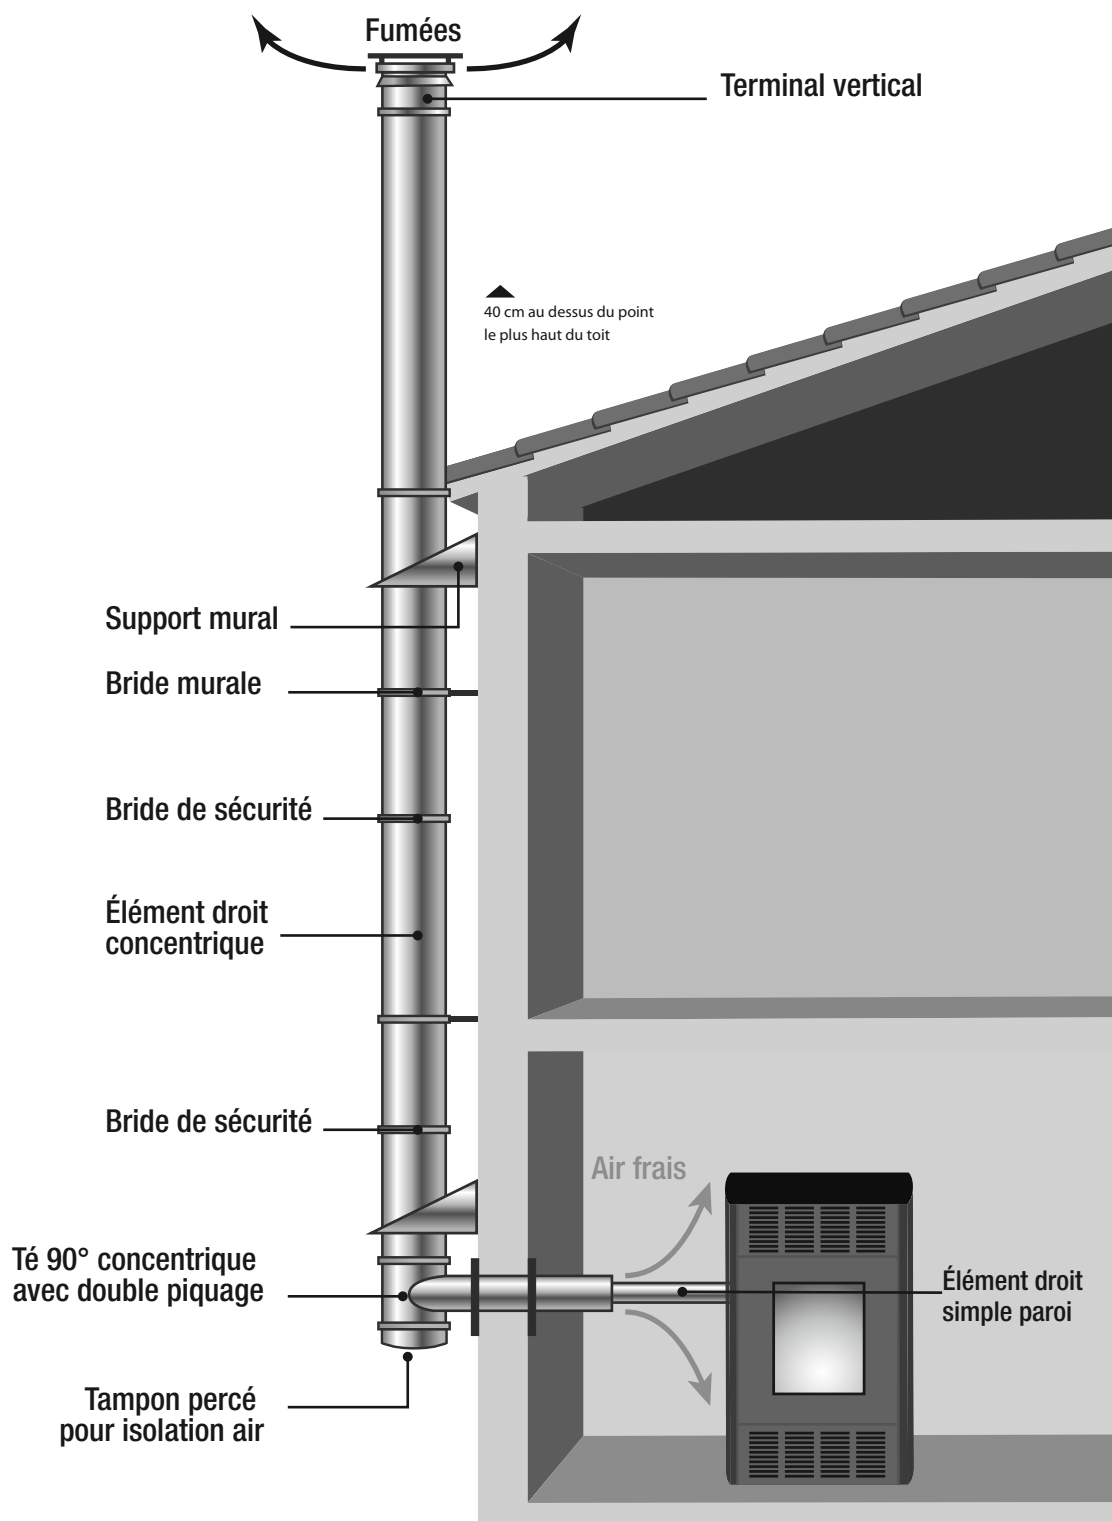 Fumées
Terminal vertical
40 cm au dessus du point
le plus haut du toit
Support mural
Bride murale
Bride de sécurité
Élément droit
concentrique
Bride de sécurité
Air frais
Té 90° concentrique
avec double piquage
Élément droit
simple paroi
Tampon percé
pour isolation air